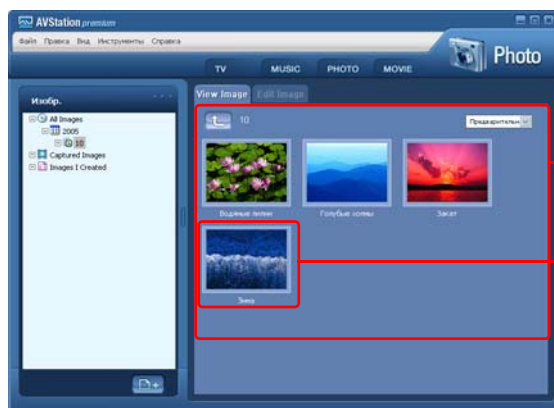 AVStation premium
Файл Правка Вид Инструменты Справка
Photo
TV MUSIC PHOTO MOVIE
Изобр.
View Image Edit Image
All Images
2005
10
Captured Images
Images I Created
10
Предварительн
Водяные лилии Голубые холмы Закат
Зима